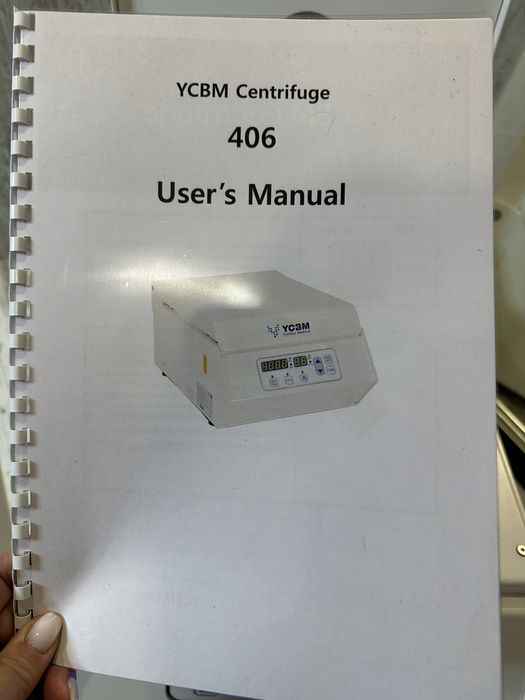 YCBM Centrifuge
406
User's Manual
YCBM